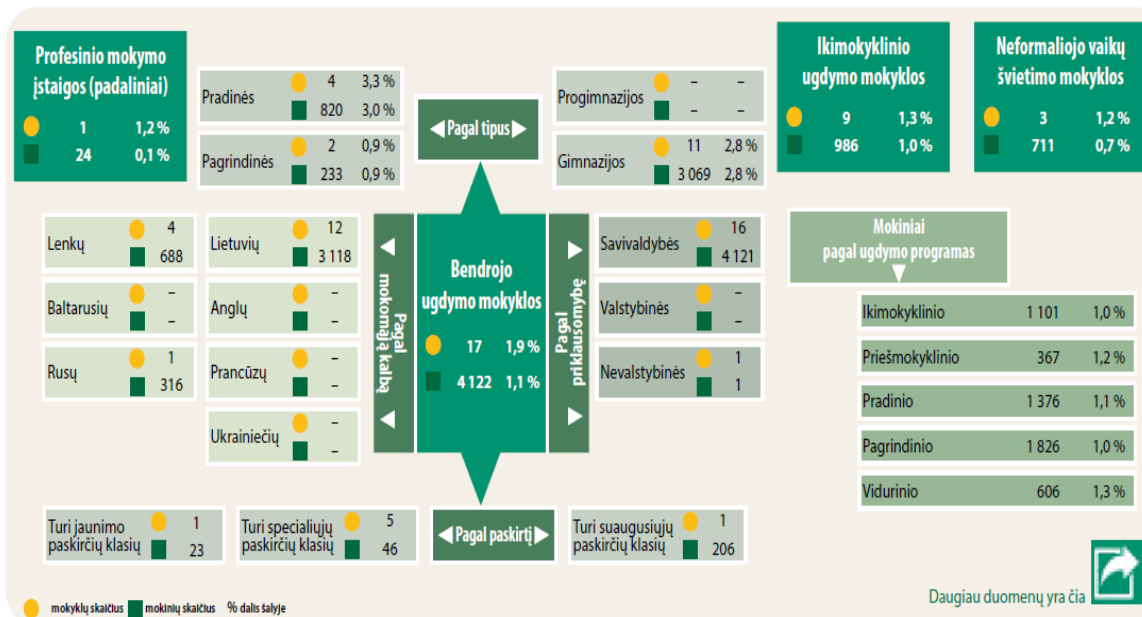 Profesinio mokymo
įstaigos (padaliniai)
1 1,2 %
24 0,1 %
Pradinės
4 3,3 %
820 3,0 %
Pagrindinės
2 0,9 %
233 0,9 %
Pagal tipus
Progimnazijos
– –
– –
Gimnazijos
11 2,8 %
3 069 2,8 %
Ikimokyklinio
ugdymo mokyklos
9 1,3 %
986 1,0 %
Neformaliojo vaikų
švietimo mokyklos
3 1,2 %
711 0,7 %
Lenkų
4
688
Lietuvių
12
3 118
Baltarusių
–
–
Anglų
–
–
Rusų
1
316
Prancūzų
–
–
Ukrainiečių
–
–
Pagal
mokomąją kalbą
Bendrojo
ugdymo mokyklos
17 1,9 %
4 122 1,1 %
Pagal
priklausomybę
Savivaldybės
16
4 121
Valstybinės
–
–
Nevalstybinės
1
1
Mokiniai
pagal ugdymo programas
Ikimokyklinio 1 101 1,0 %
Priešmokyklinio 367 1,2 %
Pradinio 1 376 1,1 %
Pagrindinio 1 826 1,0 %
Vidurinio 606 1,3 %
Turi jaunimo
paskirčių klasių
1
23
Turi specialiųjų
paskirčių klasių
5
46
Pagal paskirtį
Turi suaugusiųjų
paskirčių klasių
1
206
Daugiau duomenų yra čia
mokyklų skaičius mokinių skaičius % dalis šalyje